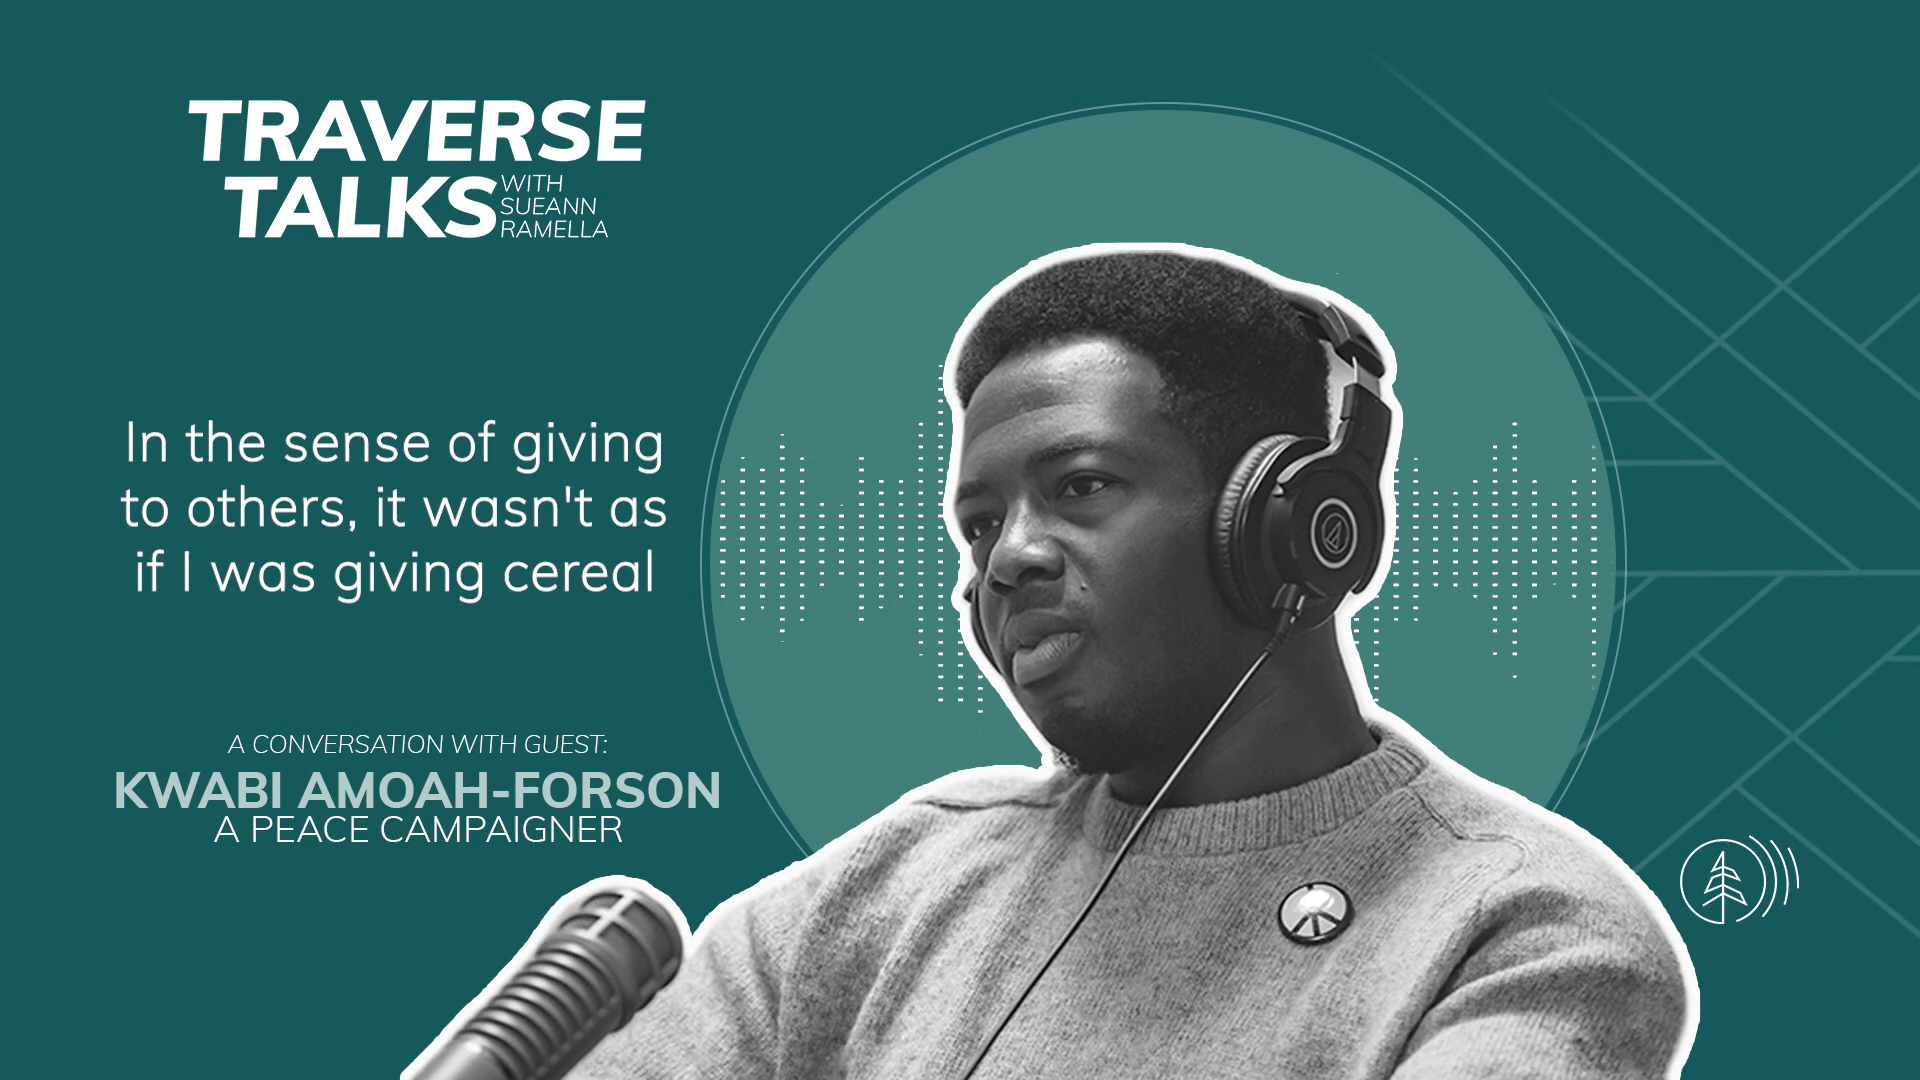 TRAVERSE
TALKS
WITH
SUEANN
RAMELLA
In the sense of giving
to others, it wasn't as
if I was giving cereal
A CONVERSATION WITH GUEST:
KWABI AMOAH-FORSON
A PEACE CAMPAIGNER